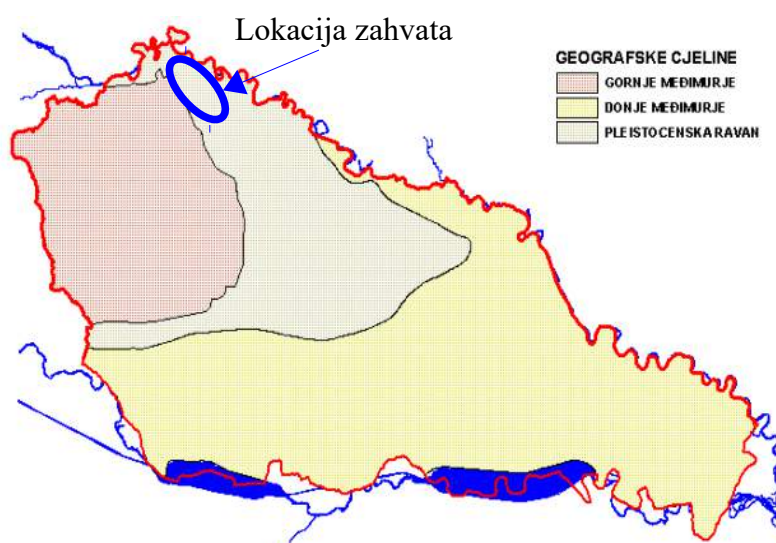 Lokacija zahvata
GEOGRAFSKE CJELINE
GORNJE MEĐIMURJE
DONJE MEĐIMURJE
PLEISTOCENSKA RAVAN